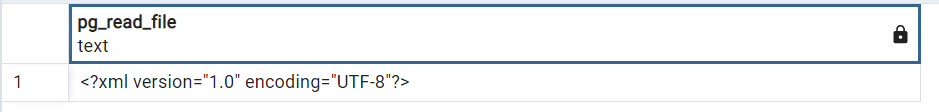 pg_read_file
text
1
<?xml version="1.0" encoding="UTF-8"?>